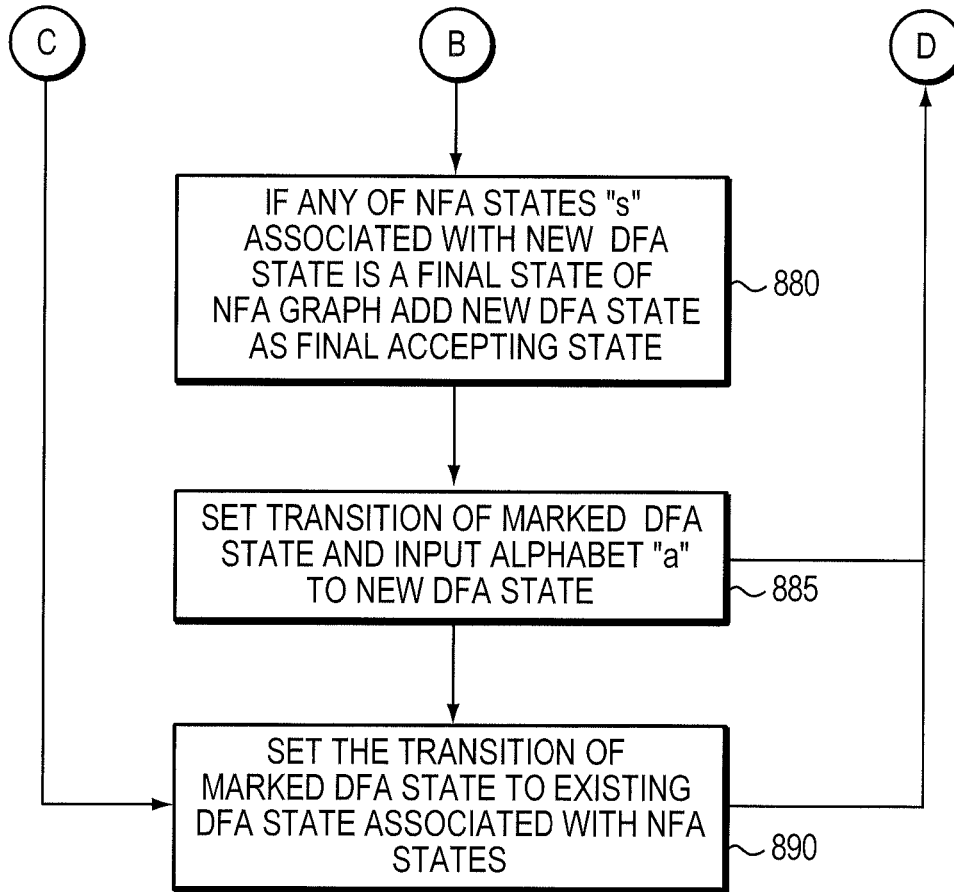 C
B
D
IF ANY OF NFA STATES "s"
ASSOCIATED WITH NEW DFA
STATE IS A FINAL STATE OF
NFA GRAPH ADD NEW DFA STATE
AS FINAL ACCEPTING STATE
880
SET TRANSITION OF MARKED DFA
STATE AND INPUT ALPHABET "a"
TO NEW DFA STATE
885
SET THE TRANSITION OF
MARKED DFA STATE TO EXISTING
DFA STATE ASSOCIATED WITH NFA
STATES
890